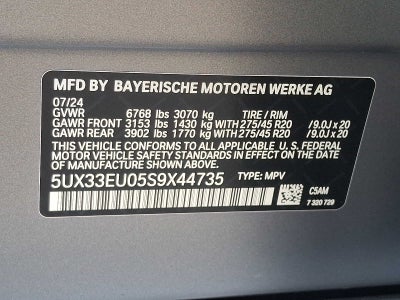 MFD BY BAYERISCHE MOTOREN WERKE AG
07/24
GVWR 6768 lbs 3070 kg TIRE / RIM
GAWR FRONT 3153 lbs 1430 kg 275/45 R20 /9.0J x 20
GAWR REAR 3902 lbs 1770 kg 275/45 R20 /9.0J x 20
THIS VEHICLE CONFORMS TO ALL APPLICABLE
U. S. FEDERAL MOTOR VEHICLE SAFETY
STANDARDS IN EFFECT ON THE DATE OF
MANUFACTURE SHOWN ABOVE.
5UX33EU05S9X44735 TYPE: MPV
C5AM
7 320 729